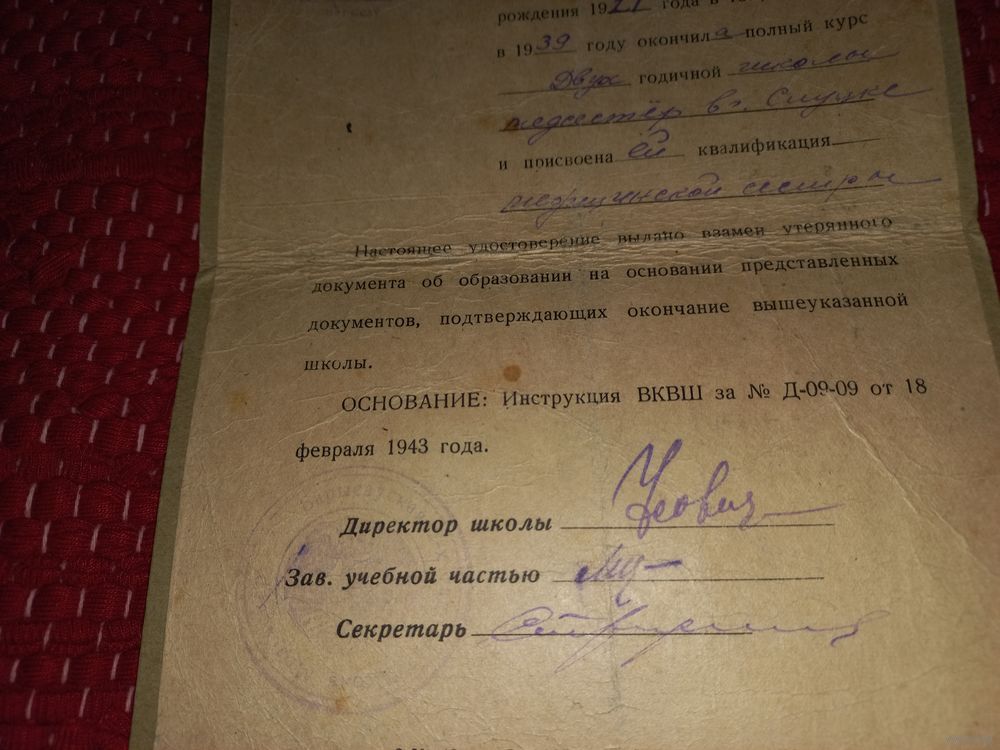 рождения 19 года в
в 1939 году окончила полный курс
Двух годичной школы
медсестёр в г. Слуцке
и присвоена ей квалификация
медицинской сестры
Настоящее удостоверение выдано взамен утерянного
документа об образовании на основании представленных
документов, подтверждающих окончание вышеуказанной
школы.
ОСНОВАНИЕ: Инструкция ВКВШ за № Д-09-09 от 18
февраля 1943 года.
Директор школы
Зав. учебной частью
Секретарь